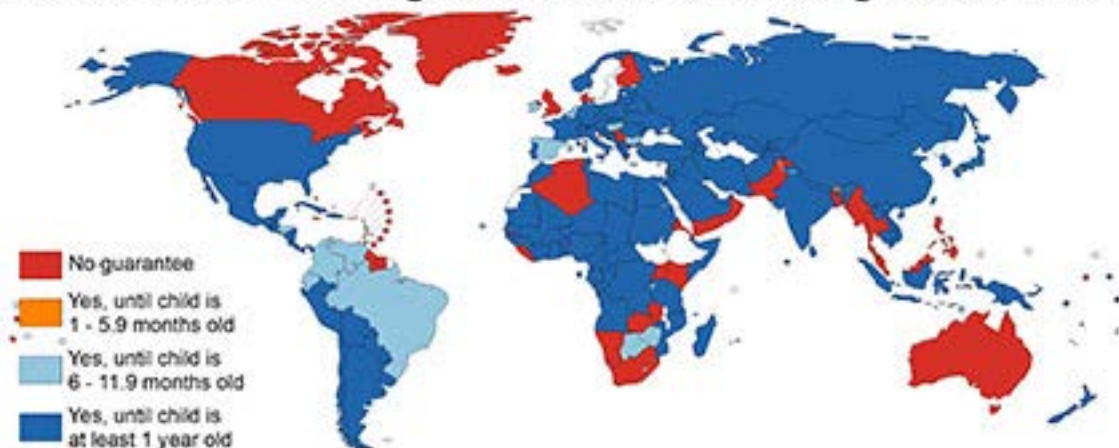 No guarantee
Yes, until child is
1 - 5.9 months old
Yes, until child is
6 - 11.9 months old
Yes, until child is
at least 1 year old